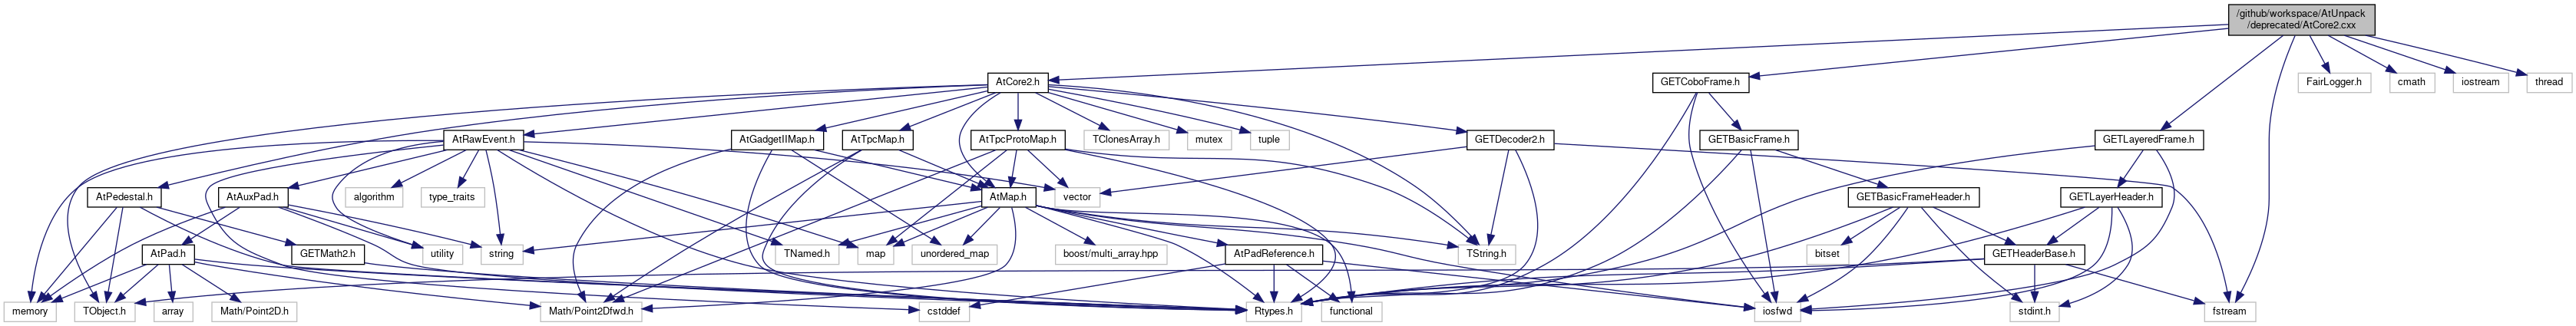 /github/workspace/AtUnpack
/deprecated/AtCore2.cxx
AtCore2.h
GETCoboFrame.h
FairLogger.h
cmath
iostream
thread
AtRawEvent.h
AtGadgetIIMap.h
AtTpcMap.h
AtTpcProtoMap.h
TClonesArray.h
mutex
tuple
GETDecoder2.h
GETBasicFrame.h
GETLayeredFrame.h
AtPedestal.h
AtAuxPad.h
algorithm
type_traits
AtMap.h
vector
GETBasicFrameHeader.h
GETLayerHeader.h
AtPad.h
GETMath2.h
utility
string
TNamed.h
map
unordered_map
boost/multi_array.hpp
AtPadReference.h
TString.h
bitset
GETHeaderBase.h
memory
TObject.h
array
Math/Point2D.h
Math/Point2Dfwd.h
cstddef
Rtypes.h
functional
iosfwd
stdint.h
fstream